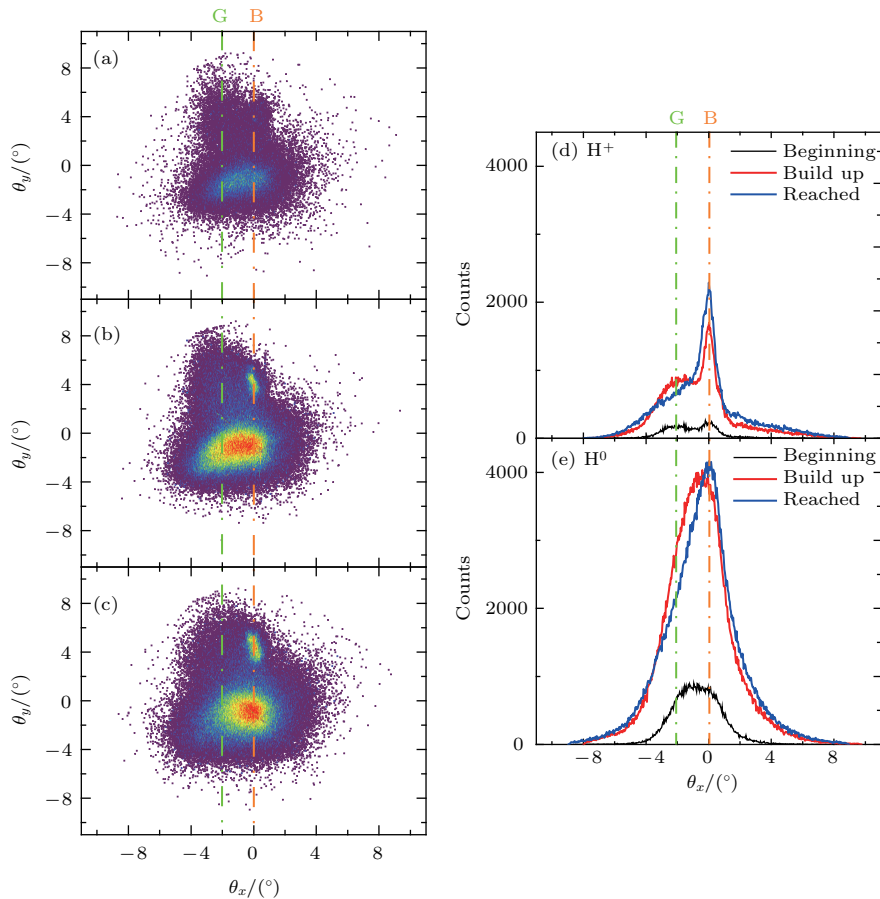 G B
(a)
8
4
0
−4
−8
θy/(°)
(b)
8
4
0
−4
−8
θy/(°)
(c)
8
4
0
−4
−8
θy/(°)
−8 −4 0 4 8
θx/(°)
G B
(d) H+
Beginning
Build up
Reached
4000
2000
0
Counts
(e) H0
Beginning
Build up
Reached
4000
2000
0
Counts
−8 −4 0 4 8
θx/(°)